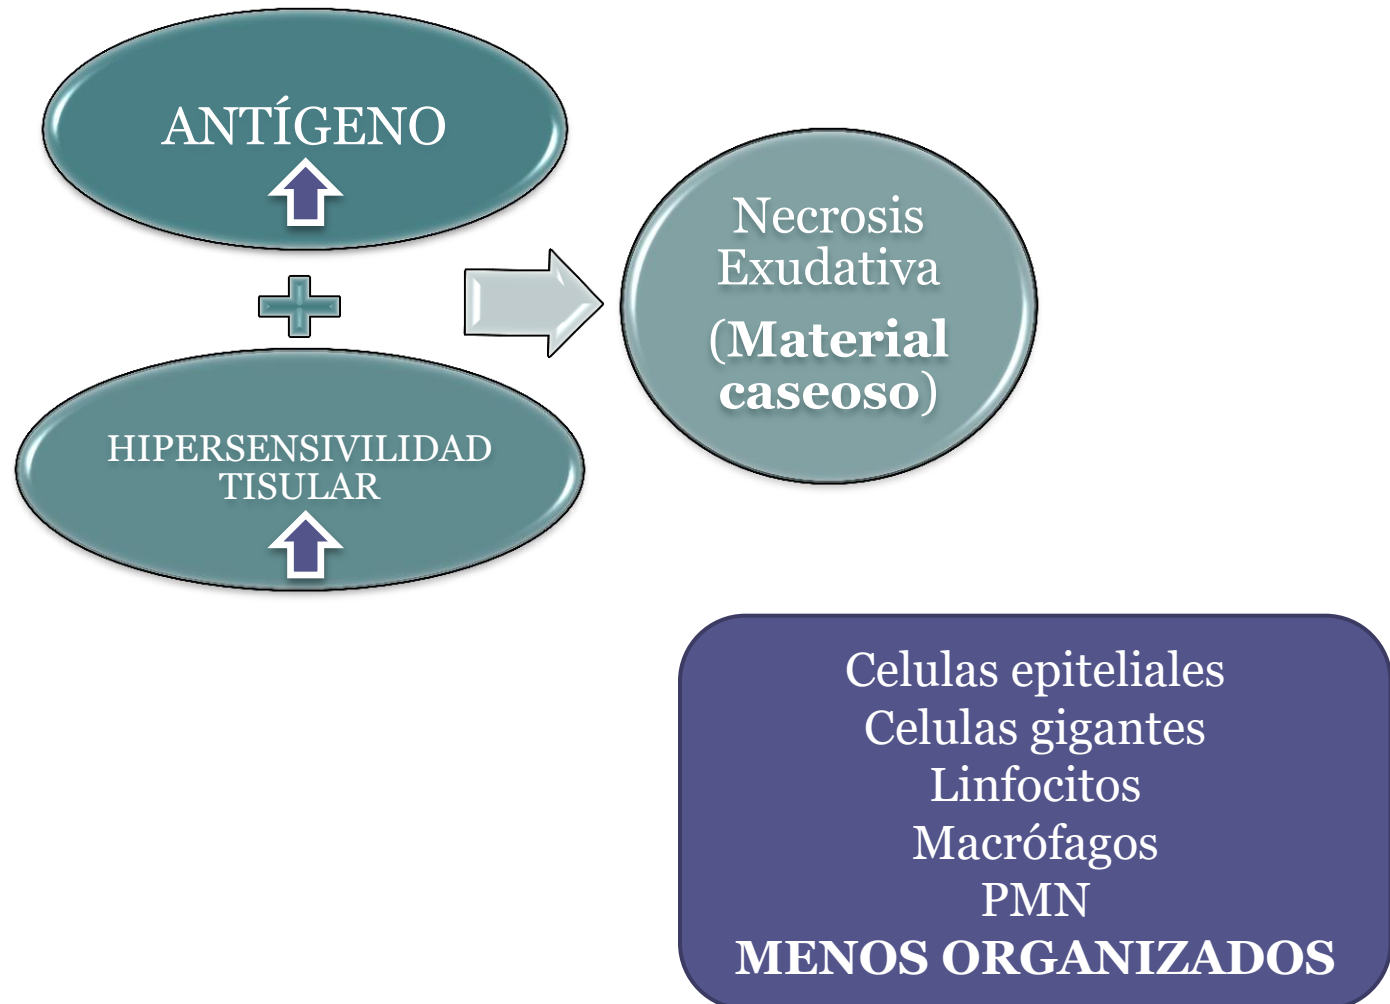 ANTÍGENO
HIPERSENSIVILIDAD
TISULAR
Necrosis
Exudativa
(Material
caseoso)
Celulas epiteliales
Celulas gigantes
Linfocitos
Macrófagos
PMN
MENOS ORGANIZADOS